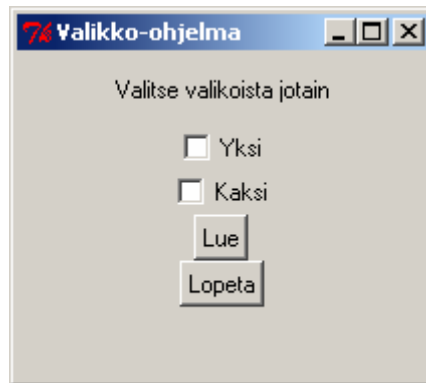 Valikko-ohjelma
Valitse valikoista jotain
Yksi
Kaksi
Lue
Lopeta